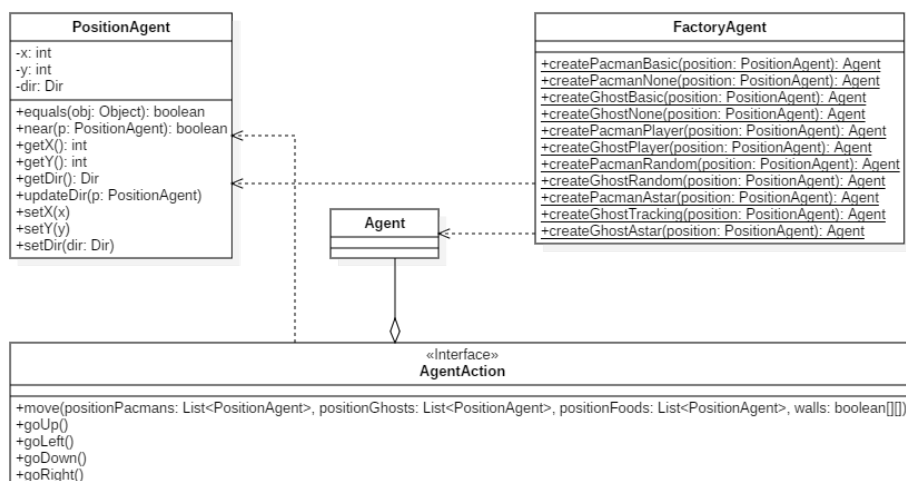 PositionAgent
-x: int
-y: int
-dir: Dir
+equals(obj: Object): boolean
+near(p: PositionAgent): boolean
+getX(): int
+getY(): int
+getDir(): Dir
+updateDir(p: PositionAgent)
+setX(x)
+setY(y)
+setDir(dir: Dir)
FactoryAgent
+createPacmanBasic(position: PositionAgent): Agent
+createPacmanNone(position: PositionAgent): Agent
+createGhostBasic(position: PositionAgent): Agent
+createGhostNone(position: PositionAgent): Agent
+createPacmanPlayer(position: PositionAgent): Agent
+createGhostPlayer(position: PositionAgent): Agent
+createPacmanRandom(position: PositionAgent): Agent
+createGhostRandom(position: PositionAgent): Agent
+createPacmanAstar(position: PositionAgent): Agent
+createGhostTracking(position: PositionAgent): Agent
+createGhostAstar(position: PositionAgent): Agent
Agent
«Interface»
AgentAction
+move(positionPacmans: List<PositionAgent>, positionGhosts: List<PositionAgent>, positionFoods: List<PositionAgent>, walls: boolean[][])
+goUp()
+goLeft()
+goDown()
+goRight()